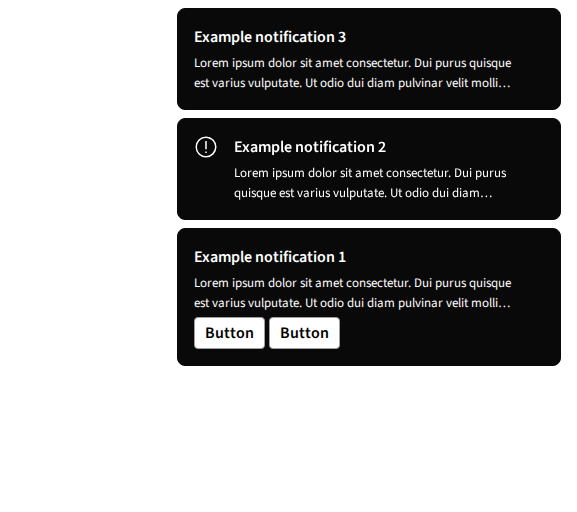 Example notification 3
Lorem ipsum dolor sit amet consectetur. Dui purus quisque
est varius vulputate. Ut odio dui diam pulvinar velit molli…
Example notification 2
Lorem ipsum dolor sit amet consectetur. Dui purus
quisque est varius vulputate. Ut odio dui diam…
Example notification 1
Lorem ipsum dolor sit amet consectetur. Dui purus quisque
est varius vulputate. Ut odio dui diam pulvinar velit molli…
Button Button